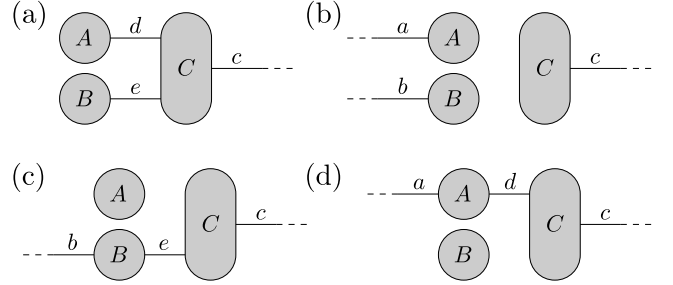 (a) A d C c
B e
(b) a A C c
b B
(c) A C c
b B e
(d) a A d C c
B